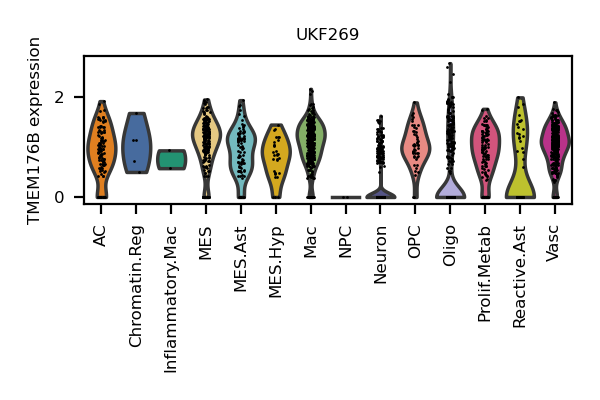 UKF269
TMEM176B expression
2
0
AC
Chromatin.Reg
Inflammatory.Mac
MES
MES.Ast
MES.Hyp
Mac
NPC
Neuron
OPC
Oligo
Prolif.Metab
Reactive.Ast
Vasc